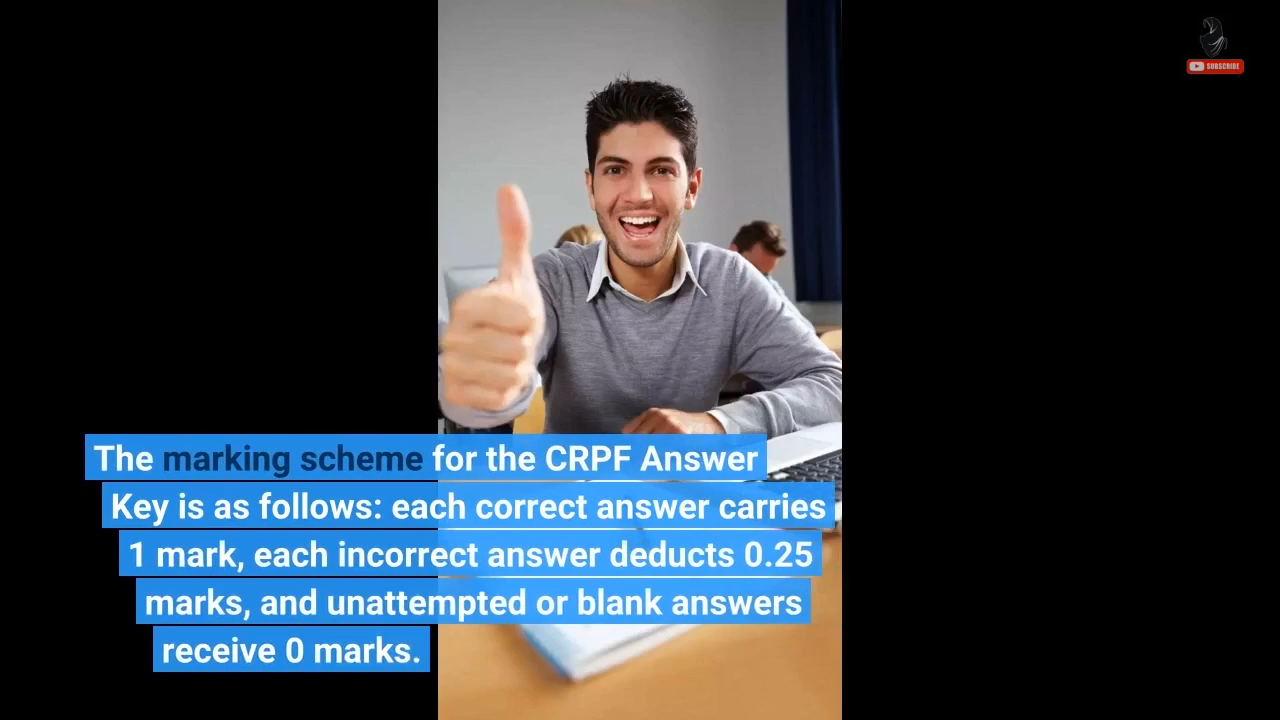 SUBSCRIBE
The marking scheme for the CRPF Answer
Key is as follows: each correct answer carries
1 mark, each incorrect answer deducts 0.25
marks, and unattempted or blank answers
receive 0 marks.